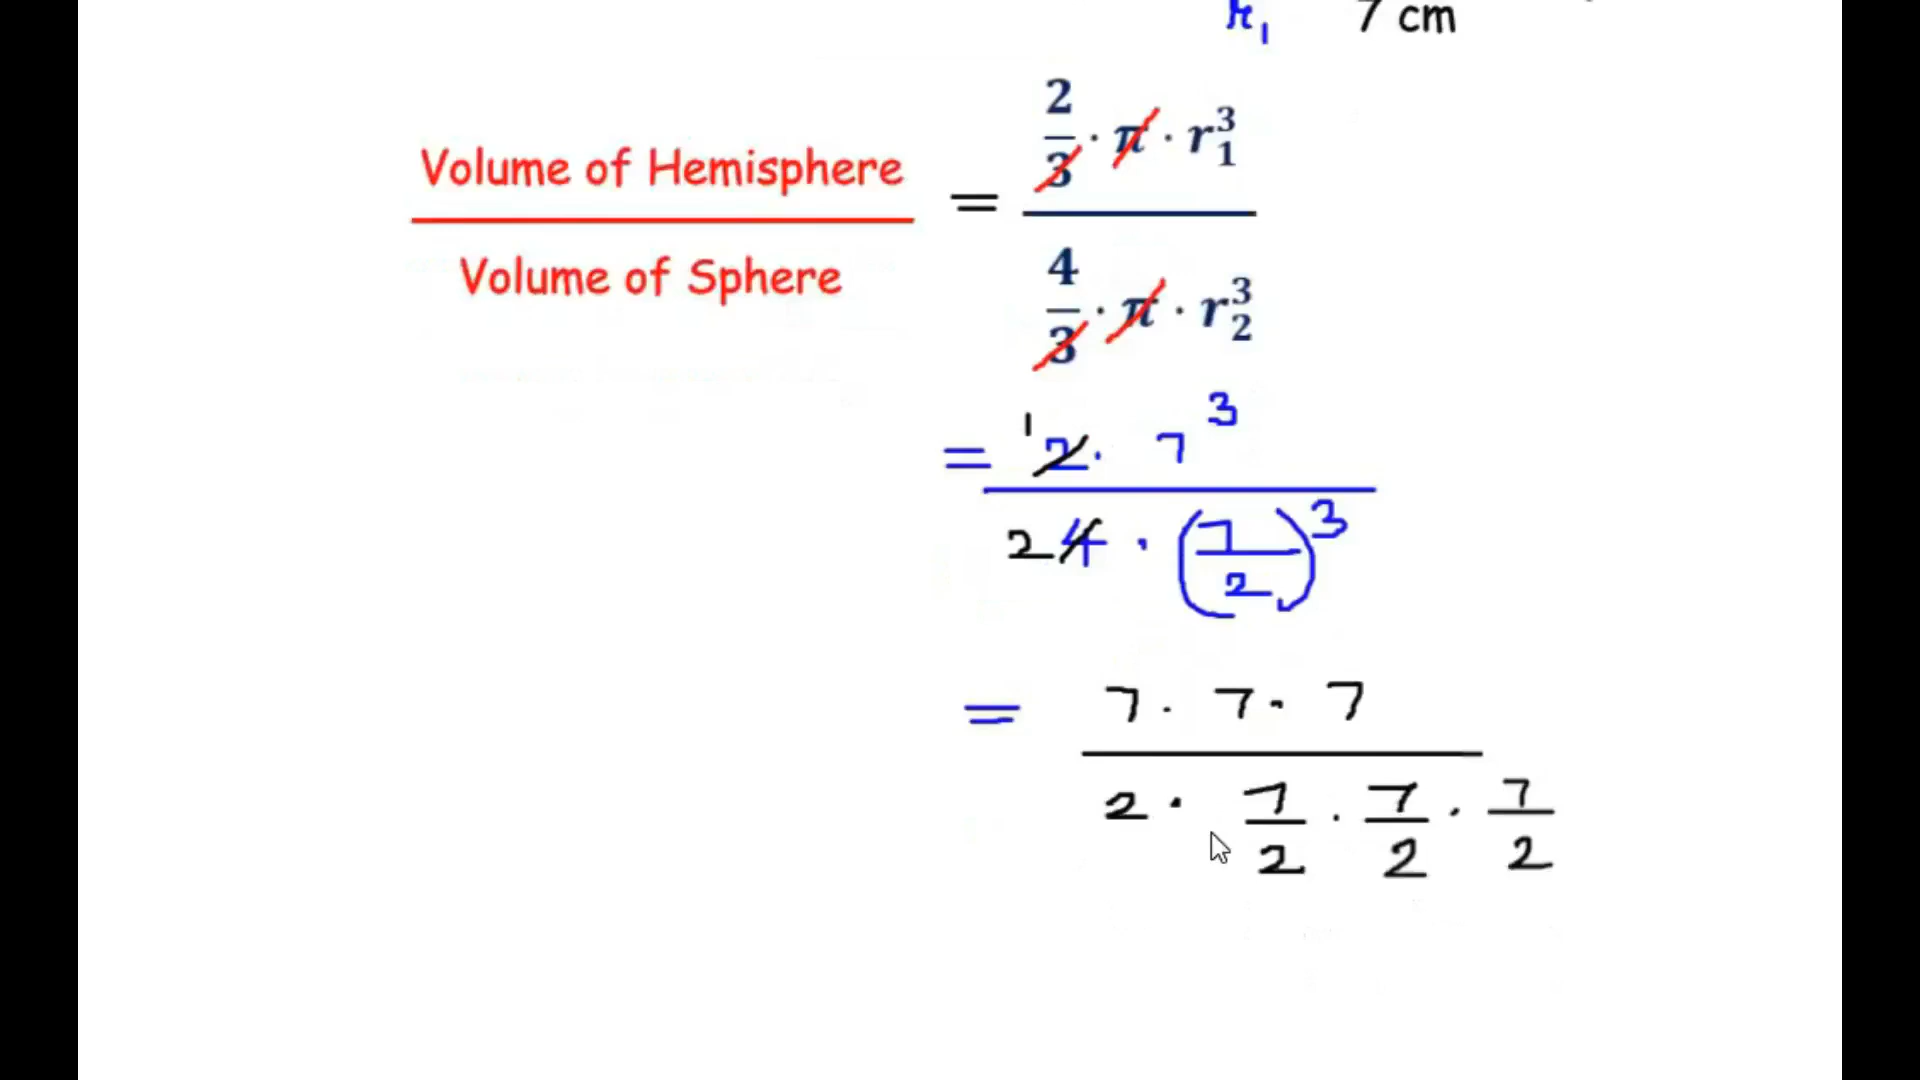 r₁ 7 cm
Volume of Hemisphere / Volume of Sphere = (2/3 · π · r₁³) / (4/3 · π · r₂³)
= (1 2 · 7³) / (2 4 · (7/2)³)
= (7 · 7 · 7) / (2 · 7/2 · 7/2 · 7/2)